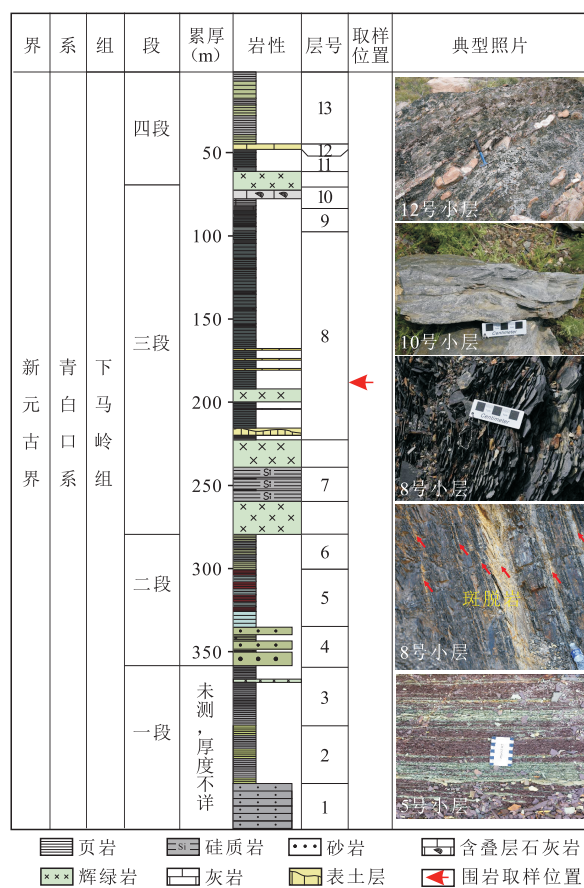 界 系 组 段 累厚(m) 岩性 层号 取样位置 典型照片
新元古界
青白口系
下马岭组
四段
三段
二段
一段
50
100
150
200
250
300
350
未测，厚度不详
Si
Si
Si
13
12
11
10
9
8
7
6
5
4
3
2
1
12号小层
10号小层
Centimeter
8号小层
Centimeter
斑脱岩
8号小层
5号小层
页岩 Si 硅质岩 砂岩 含叠层石灰岩
辉绿岩 灰岩 表土层 围岩取样位置